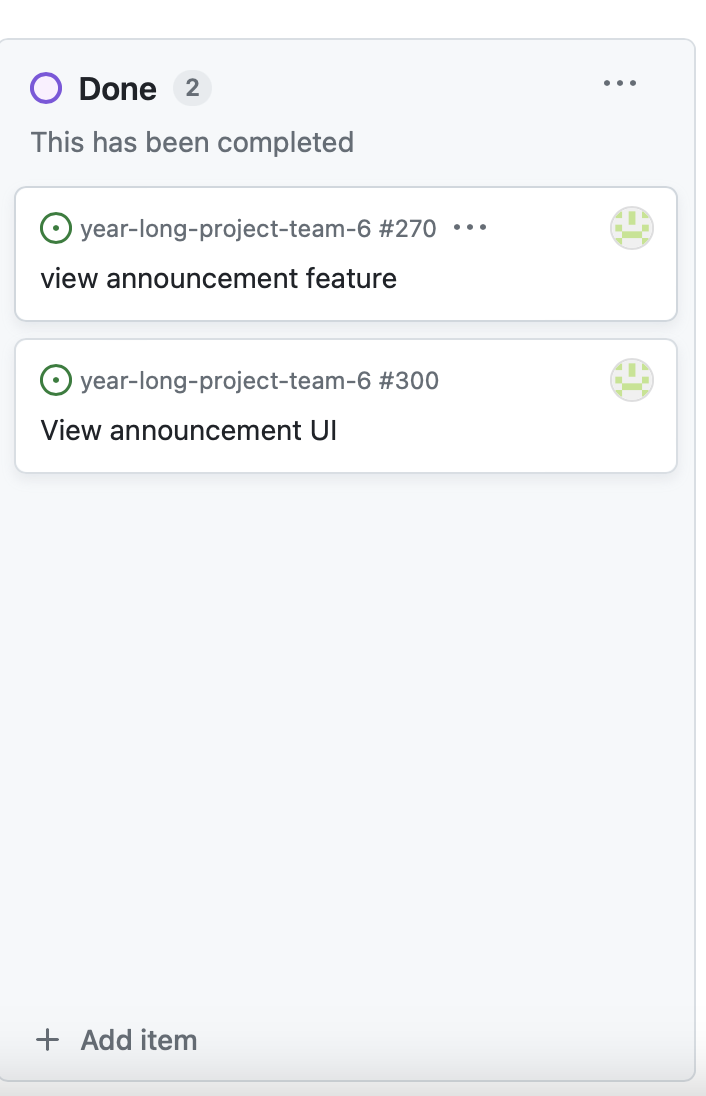 Done 2
This has been completed
year-long-project-team-6 #270
view announcement feature
year-long-project-team-6 #300
View announcement UI
Add item